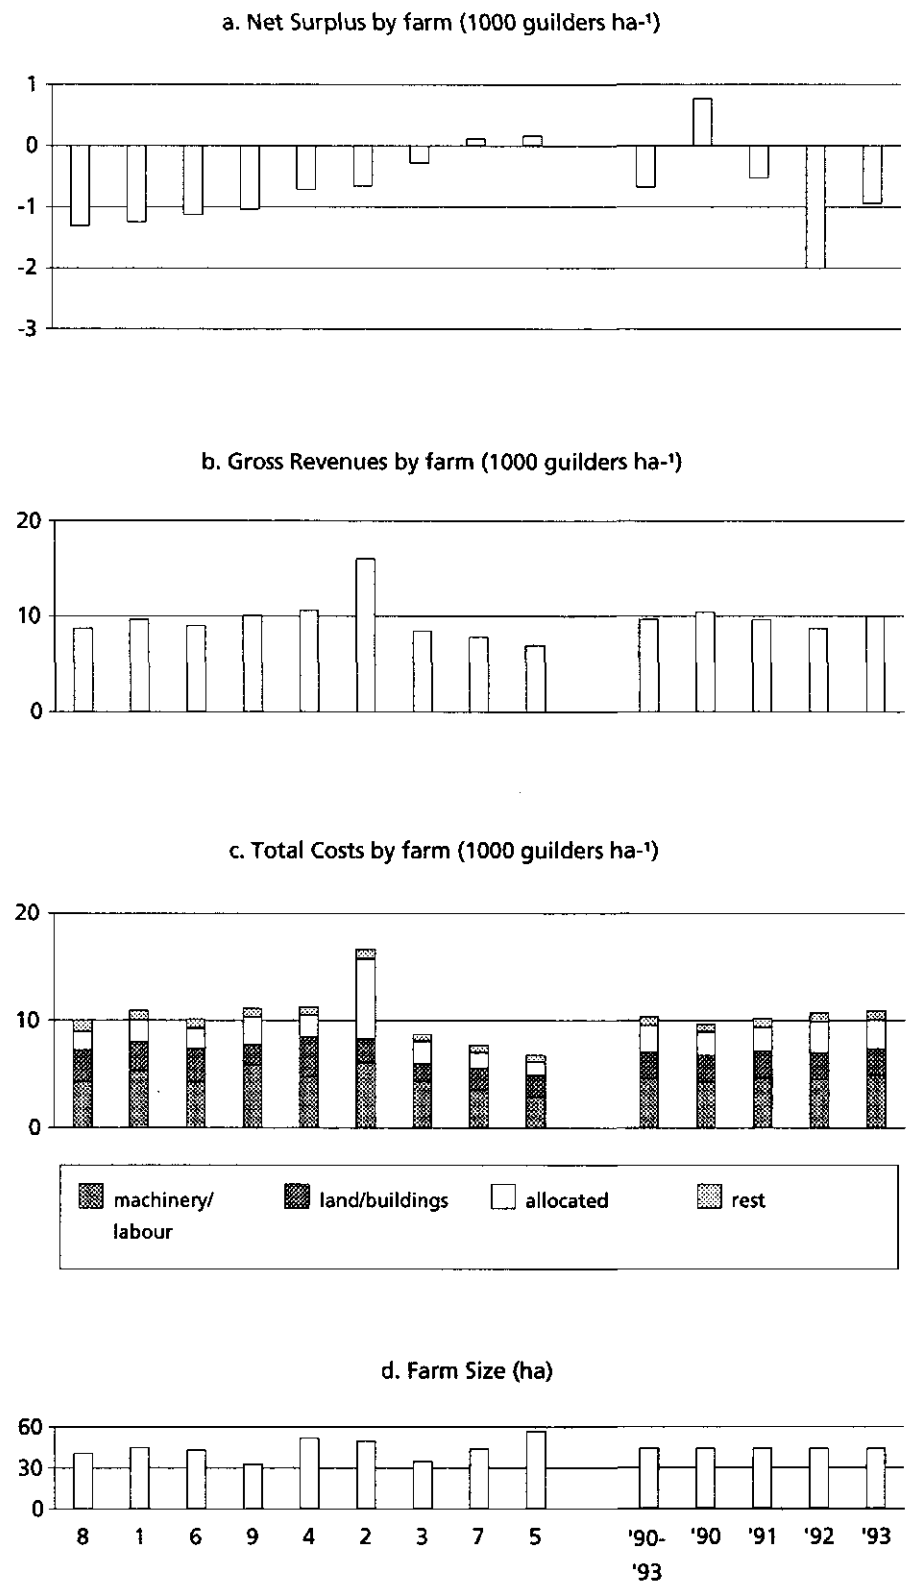 a. Net Surplus by farm (1000 guilders ha-¹)
1
0
-1
-2
-3
b. Gross Revenues by farm (1000 guilders ha-¹)
20
10
0
c. Total Costs by farm (1000 guilders ha-¹)
20
10
0
machinery/ land/buildings allocated rest
labour
d. Farm Size (ha)
60
30
0
8 1 6 9 4 2 3 7 5 '90- '90 '91 '92 '93
'93